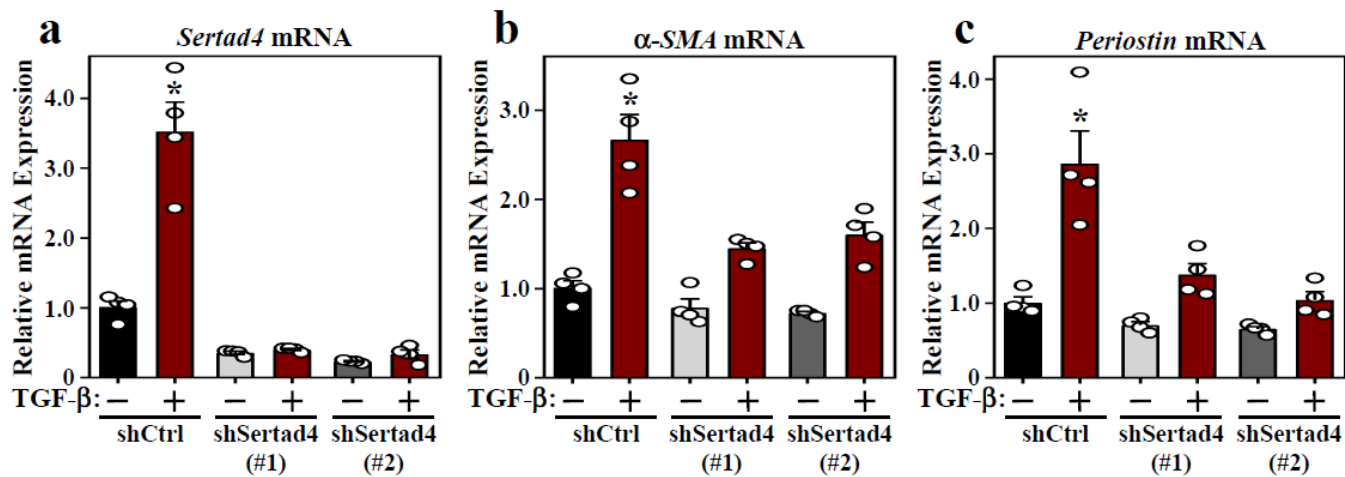 a
Sertad4 mRNA
Relative mRNA Expression
4.0
3.0
2.0
1.0
0
*
TGF-β: − + − + − +
shCtrl shSertad4 shSertad4
(#1) (#2)
b
α-SMA mRNA
Relative mRNA Expression
3.0
2.0
1.0
0
*
− + − + − +
shCtrl shSertad4 shSertad4
(#1) (#2)
c
Periostin mRNA
Relative mRNA Expression
4.0
3.0
2.0
1.0
0
*
TGF-β: − + − + − +
shCtrl shSertad4 shSertad4
(#1) (#2)